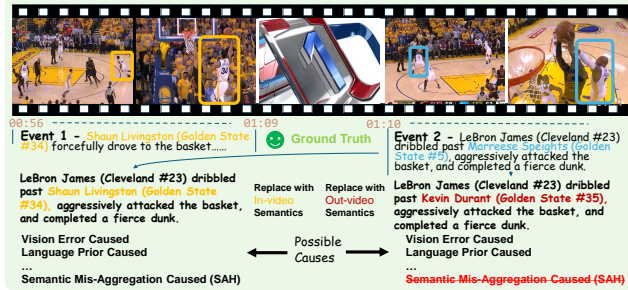 34
00:56
01:09
01:10
Event 1 - Shaun Livingston (Golden State
#34) forcefully drove to the basket......
Ground Truth
Event 2 - LeBron James (Cleveland #23)
dribbled past Marreese Speights (Golden
State #5), aggressively attacked the
basket, and completed a fierce dunk.
LeBron James (Cleveland #23) dribbled
past Shaun Livingston (Golden State
#34), aggressively attacked the basket,
and completed a fierce dunk.
Replace with
In-video
Semantics
Replace with
Out-video
Semantics
LeBron James (Cleveland #23) dribbled
past Kevin Durant (Golden State #35),
aggressively attacked the basket, and
completed a fierce dunk.
Vision Error Caused
Language Prior Caused
...
Semantic Mis-Aggregation Caused (SAH)
Possible
Causes
Vision Error Caused
Language Prior Caused
...
Semantic Mis-Aggregation Caused (SAH)